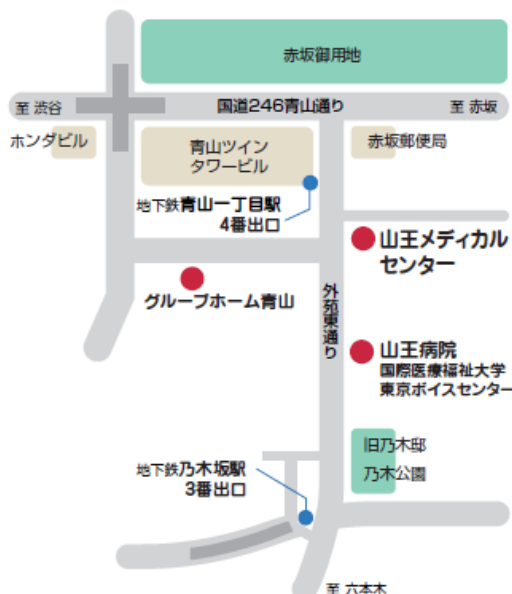 赤坂御用地
至 渋谷
国道246青山通り
至 赤坂
ホンダビル
青山ツイン
タワービル
赤坂郵便局
地下鉄青山一丁目駅
4番出口
山王メディカル
センター
グループホーム青山
外苑東通り
山王病院
国際医療福祉大学
東京ボイスセンター
旧乃木邸
乃木公園
地下鉄乃木坂駅
3番出口
至 六本木